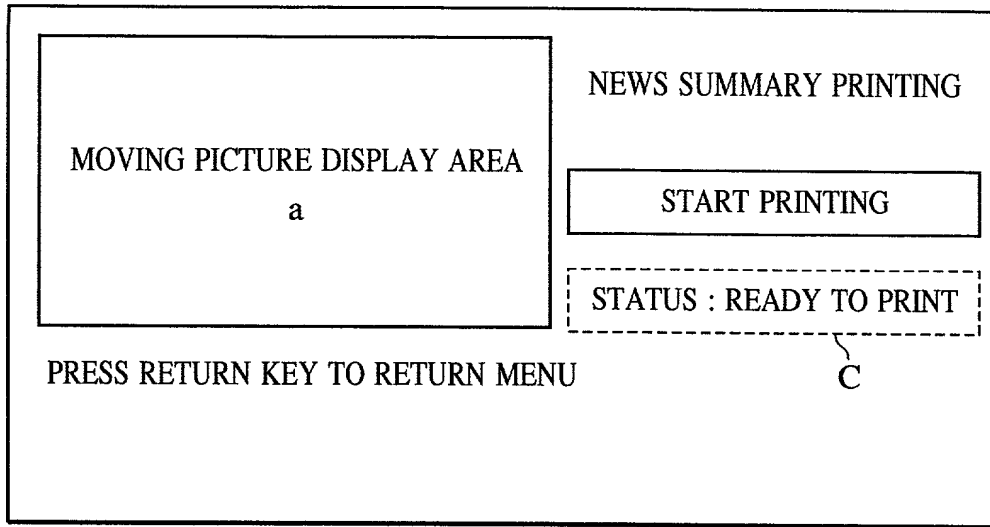 MOVING PICTURE DISPLAY AREA
a
NEWS SUMMARY PRINTING
START PRINTING
STATUS : READY TO PRINT
C
PRESS RETURN KEY TO RETURN MENU